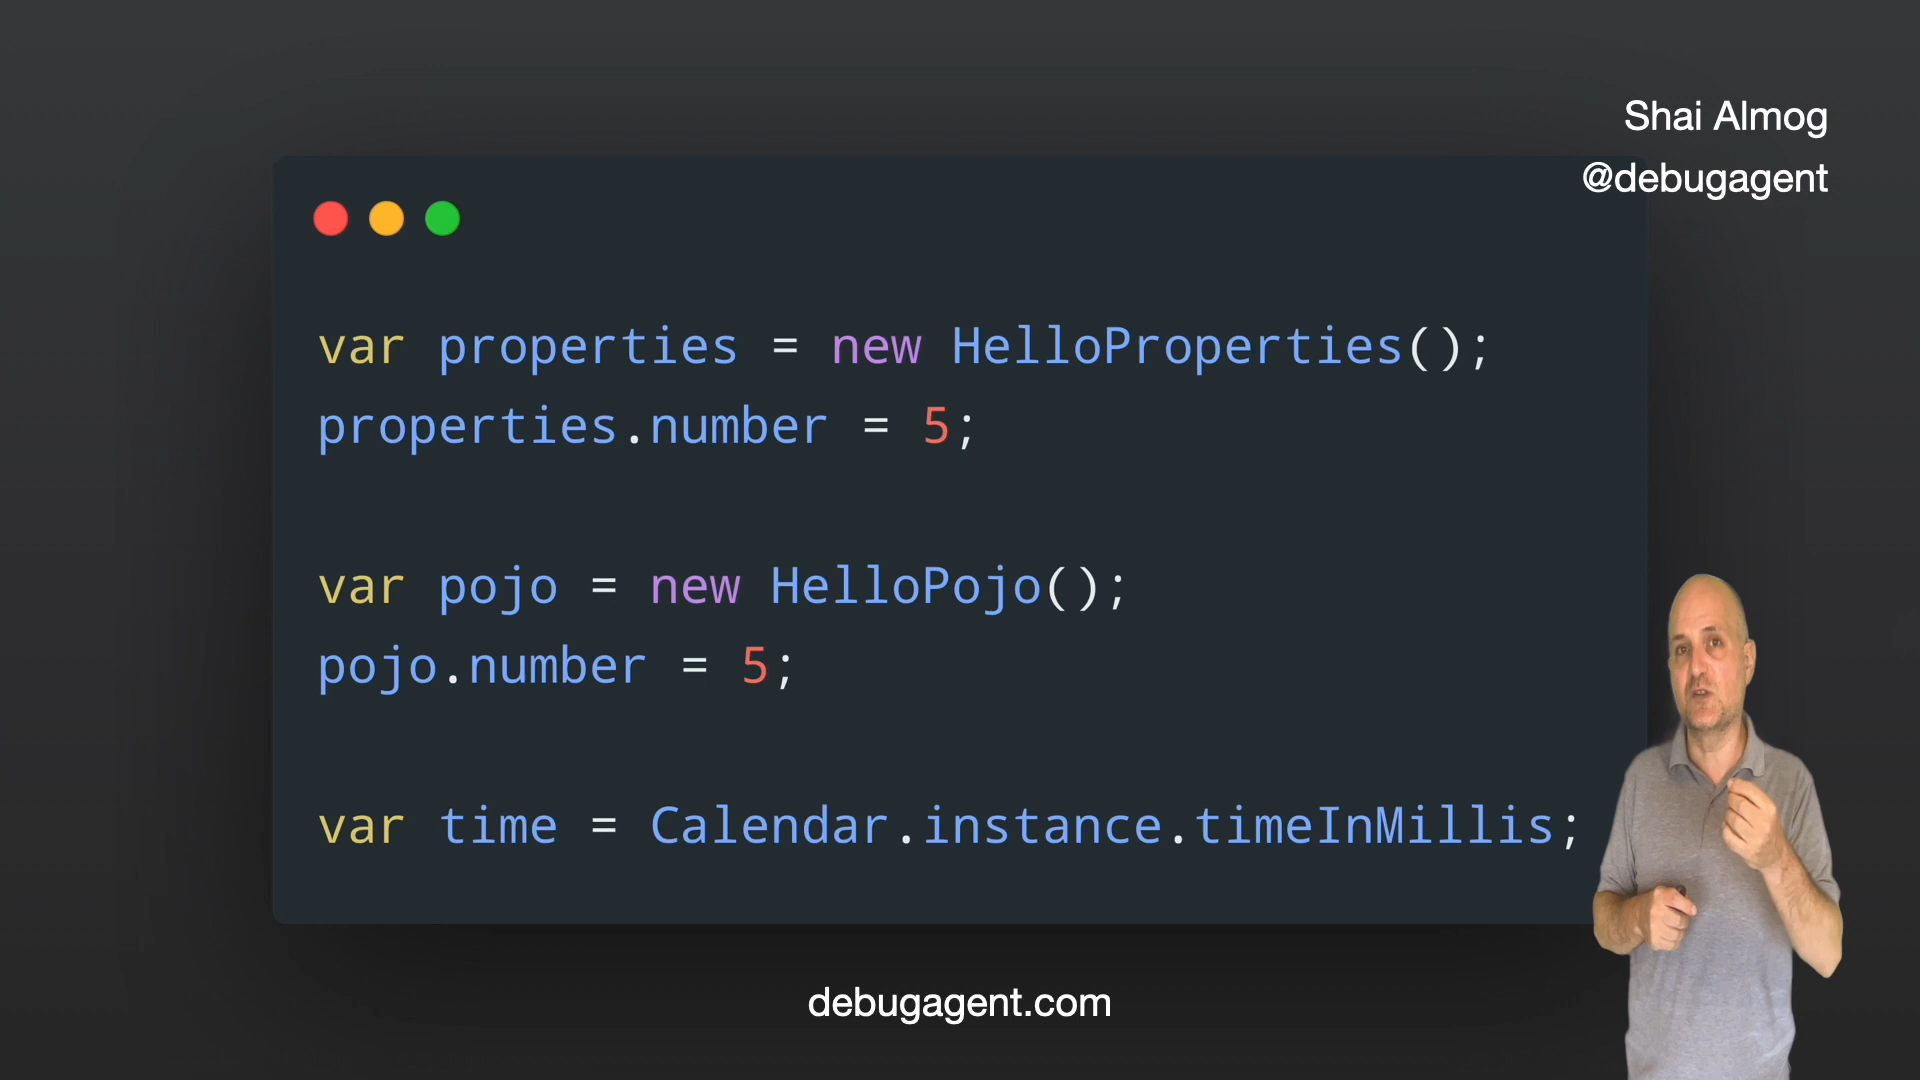 Shai Almog
@debugagent
var properties = new HelloProperties();
properties.number = 5;
var pojo = new HelloPojo();
pojo.number = 5;
var time = Calendar.instance.timeInMillis;
debugagent.com